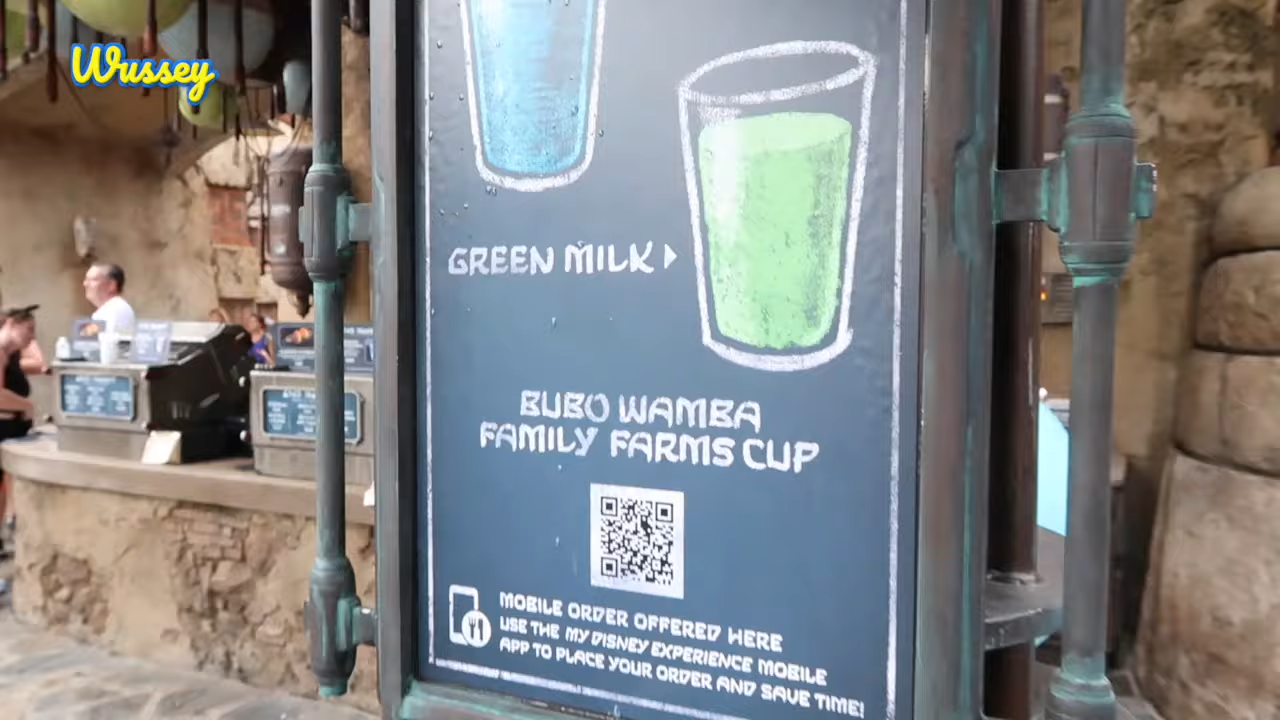 Wussey
GREEN MILK
BUBO WAMBA
FAMILY FARMS CUP
MOBILE ORDER OFFERED HERE
USE THE MY DISNEY EXPERIENCE MOBILE
APP TO PLACE YOUR ORDER AND SAVE TIME!